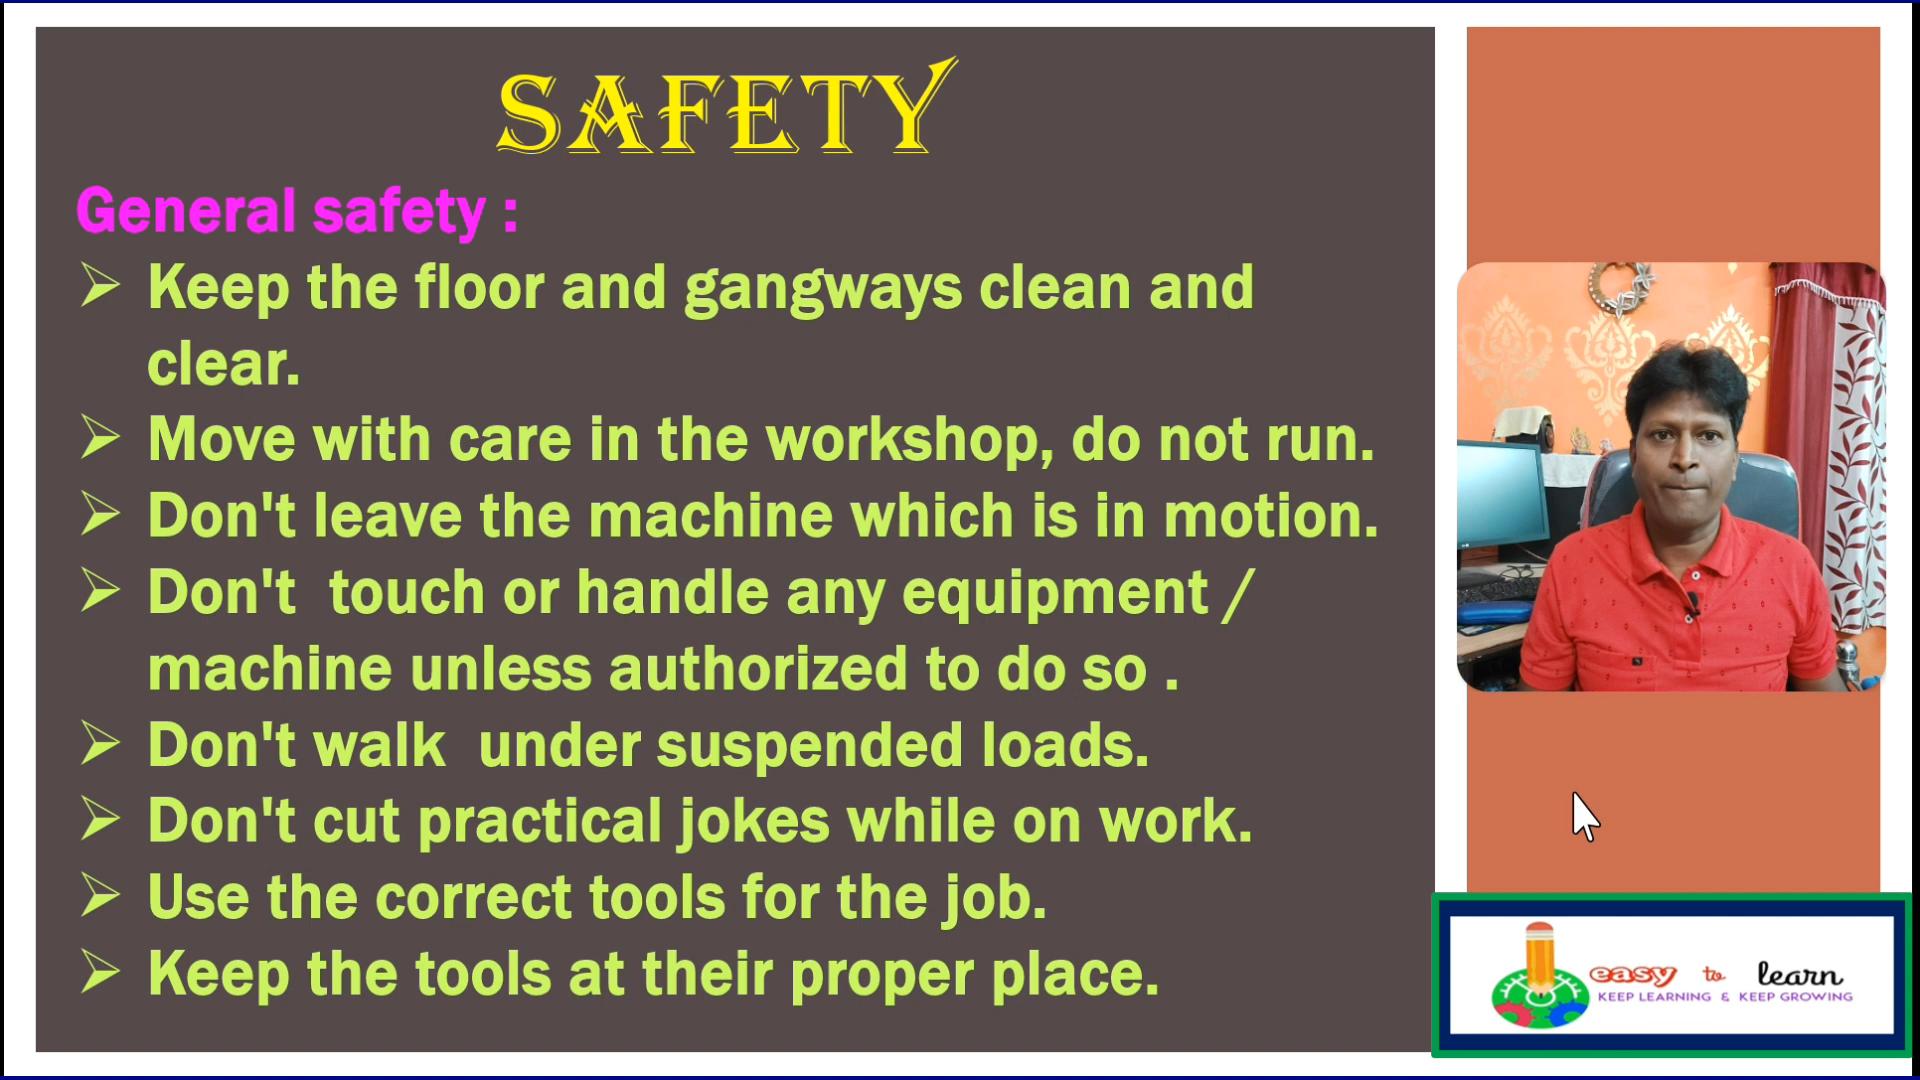 SAFETY
General safety :
➢ Keep the floor and gangways clean and
clear.
➢ Move with care in the workshop, do not run.
➢ Don't leave the machine which is in motion.
➢ Don't  touch or handle any equipment /
machine unless authorized to do so .
➢ Don't walk  under suspended loads.
➢ Don't cut practical jokes while on work.
➢ Use the correct tools for the job.
➢ Keep the tools at their proper place.
easy to learn
KEEP LEARNING & KEEP GROWING